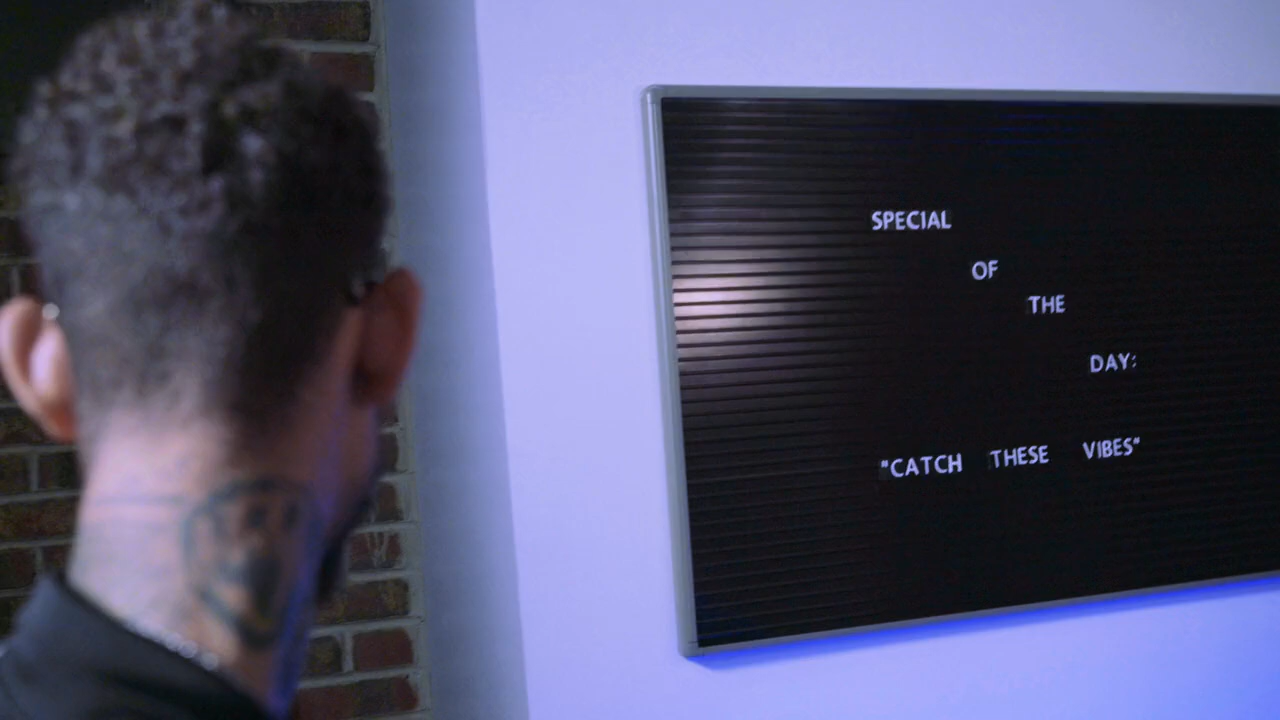 SPECIAL
OF
THE
DAY:
"CATCH THESE VIBES"